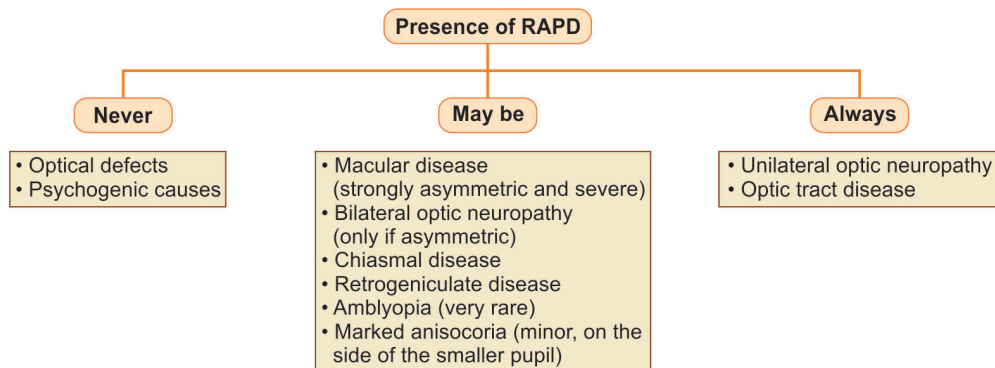 Presence of RAPD
Never
• Optical defects
• Psychogenic causes
May be
• Macular disease
(strongly asymmetric and severe)
• Bilateral optic neuropathy
(only if asymmetric)
• Chiasmal disease
• Retrogeniculate disease
• Amblyopia (very rare)
• Marked anisocoria (minor, on the
side of the smaller pupil)
Always
• Unilateral optic neuropathy
• Optic tract disease